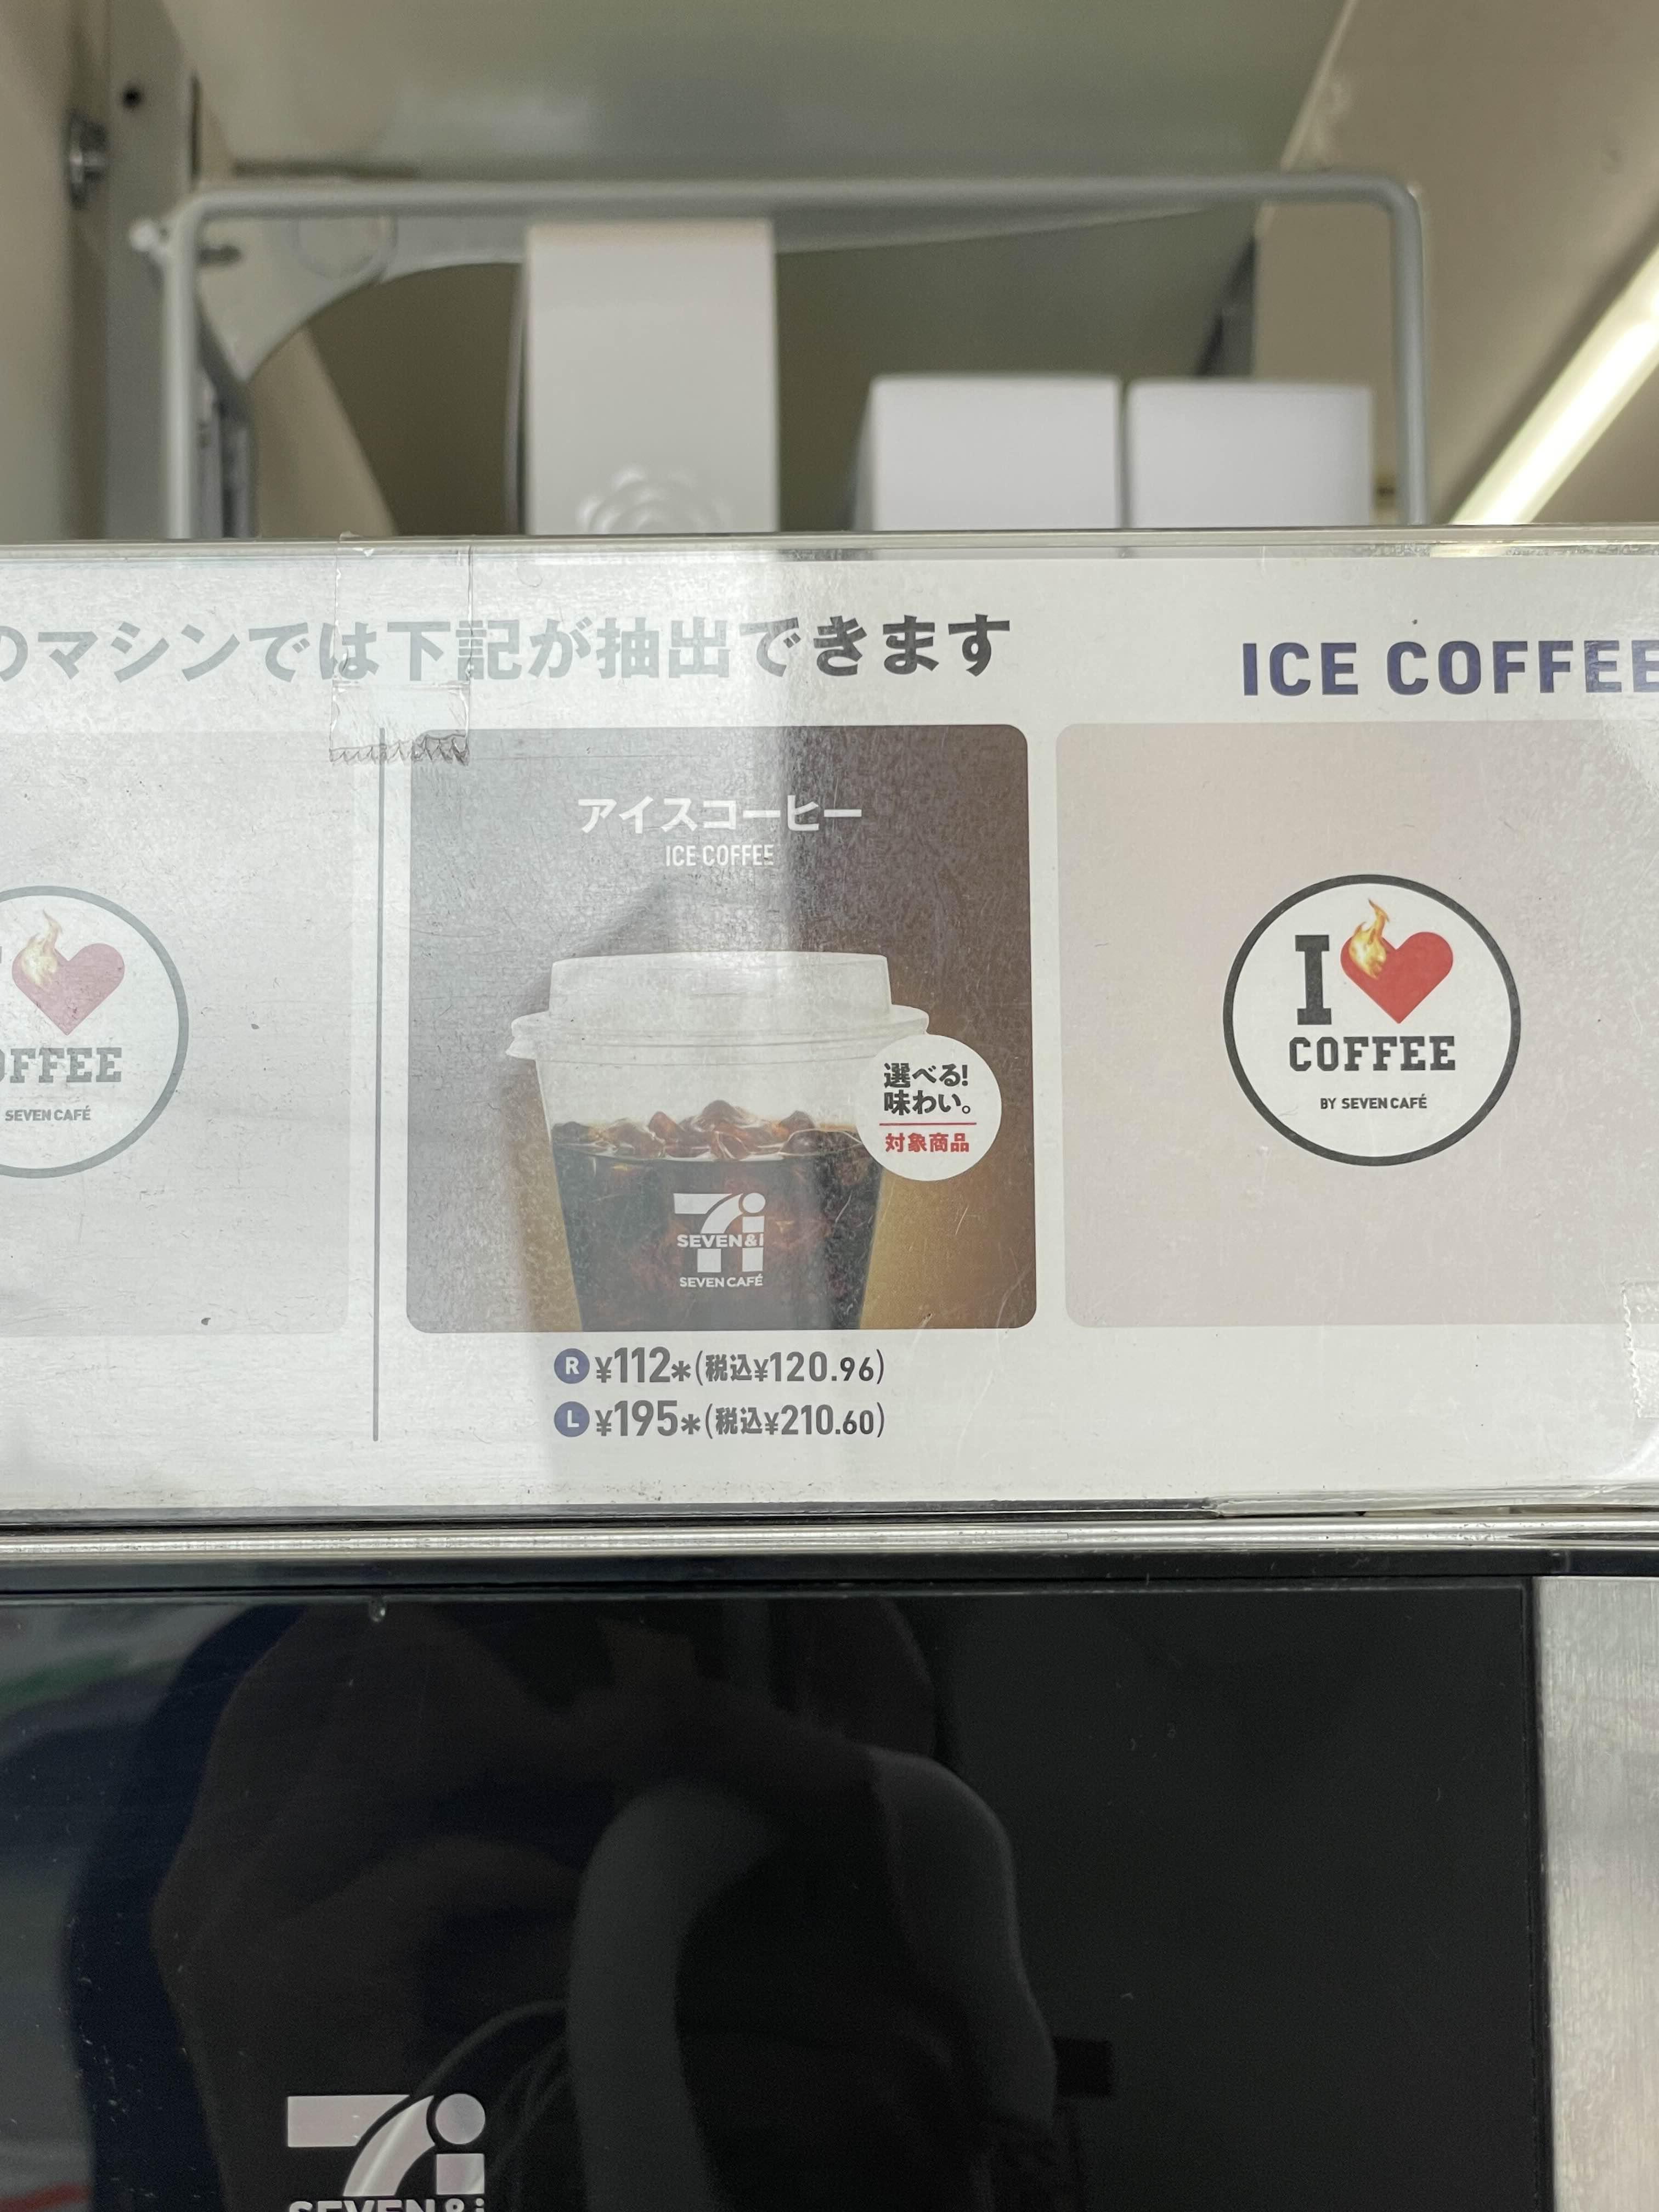 のマシンでは下記が抽出できます
ICE COFFEE
アイスコーヒー
ICE COFFEE
選べる!
味わい。
対象商品
SEVEN&i
SEVEN CAFÉ
R ¥112*(税込¥120.96)
L ¥195*(税込¥210.60)
OFFEE
SEVEN CAFÉ
I
COFFEE
BY SEVEN CAFÉ
SEVEN&i